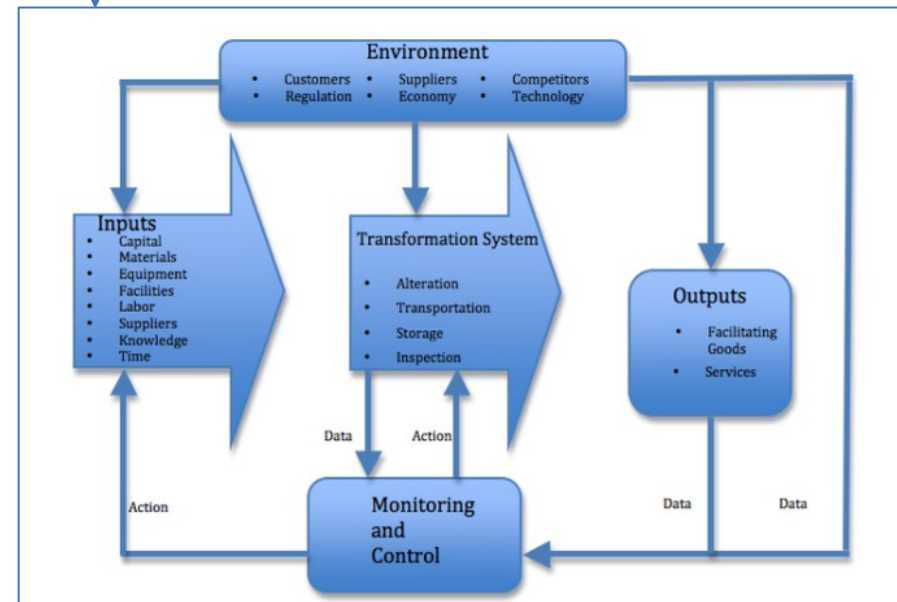 Environment
• Customers • Suppliers • Competitors
• Regulation • Economy • Technology
Inputs
• Capital
• Materials
• Equipment
• Facilities
• Labor
• Suppliers
• Knowledge
• Time
Transformation System
• Alteration
• Transportation
• Storage
• Inspection
Outputs
• Facilitating
Goods
• Services
Data
Action
Action
Monitoring
and
Control
Data
Data